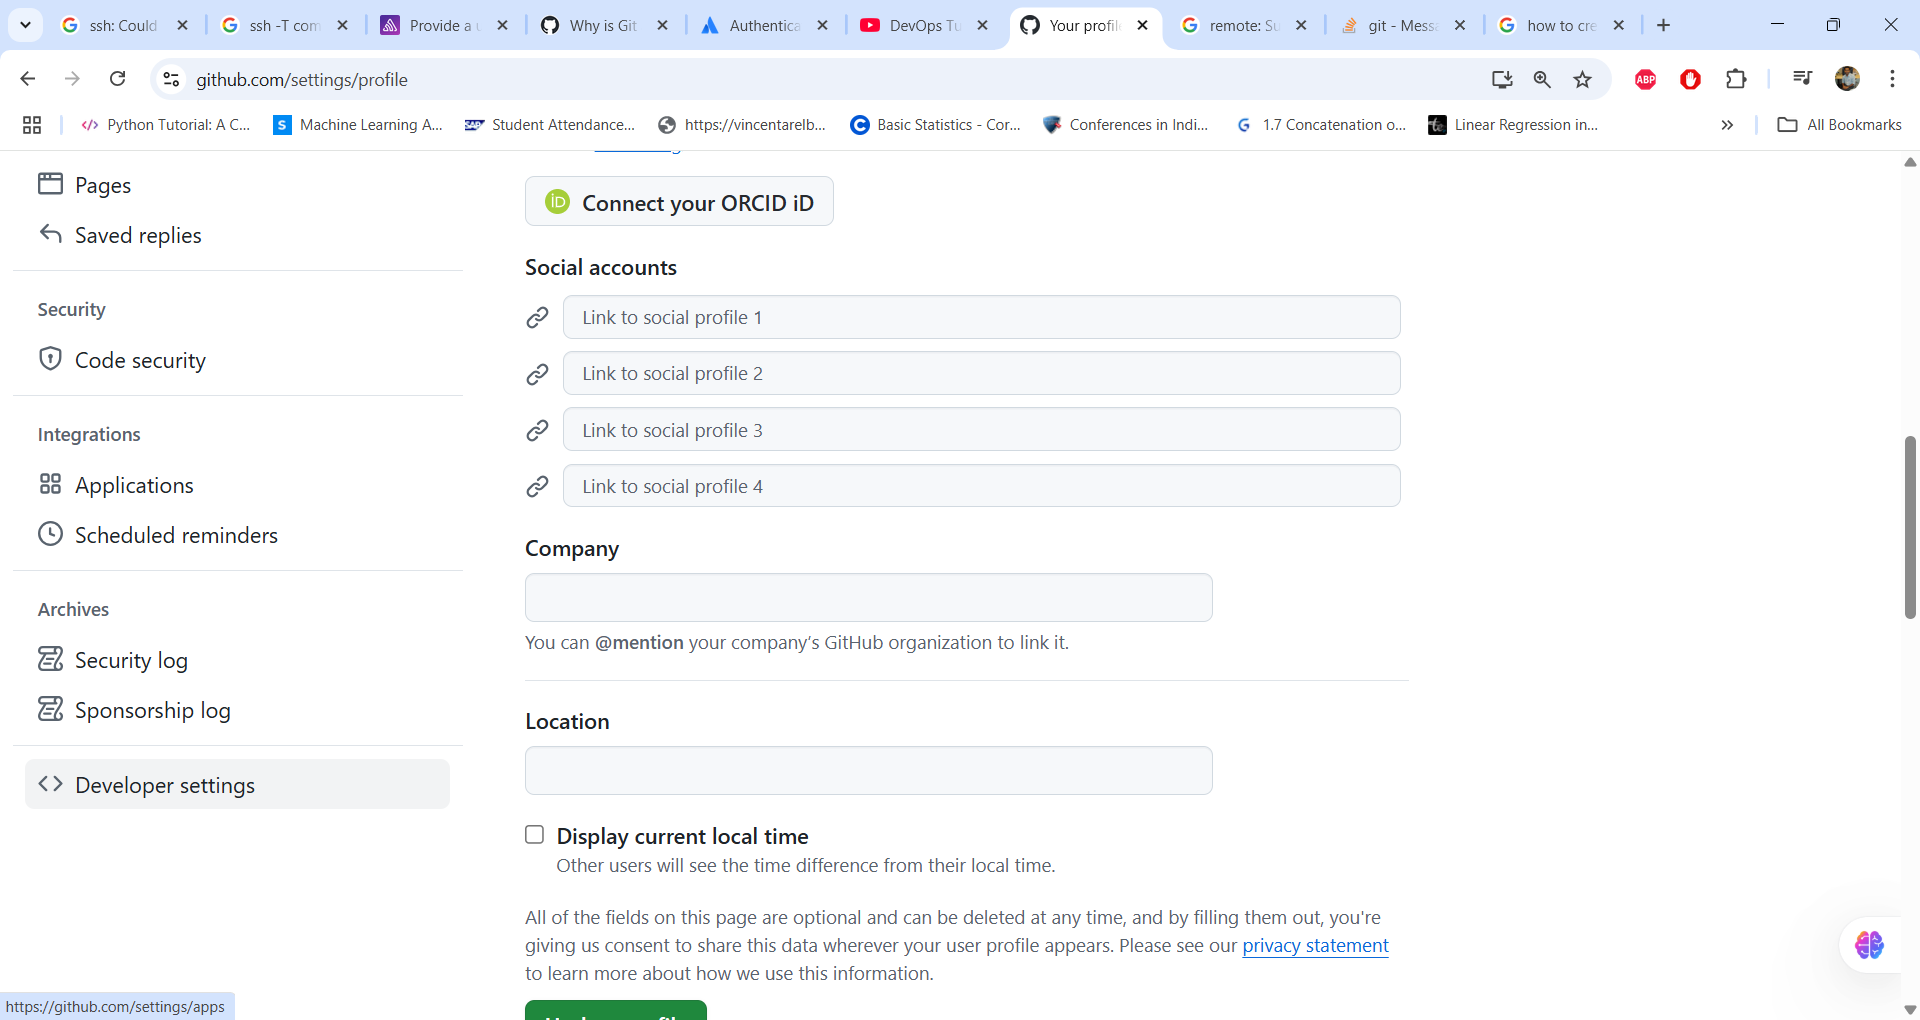 ssh: Could
ssh -T com
Provide a u
Why is Git
Authentica
DevOps Tu
Your profile
remote: Su
git - Messa
how to cre
github.com/settings/profile
ABP
Python Tutorial: A C...
S
Machine Learning A...
SAP
Student Attendance...
https://vincentarelb...
Basic Statistics - Cor...
Conferences in Indi...
1.7 Concatenation o...
te
Linear Regression in...
All Bookmarks
Pages
Saved replies
Security
Code security
Integrations
Applications
Scheduled reminders
Archives
Security log
Sponsorship log
Developer settings
iD Connect your ORCID iD
Social accounts
Link to social profile 1
Link to social profile 2
Link to social profile 3
Link to social profile 4
Company
You can @mention your company's GitHub organization to link it.
Location
Display current local time
Other users will see the time difference from their local time.
All of the fields on this page are optional and can be deleted at any time, and by filling them out, you're
giving us consent to share this data wherever your user profile appears. Please see our privacy statement
to learn more about how we use this information.
https://github.com/settings/apps